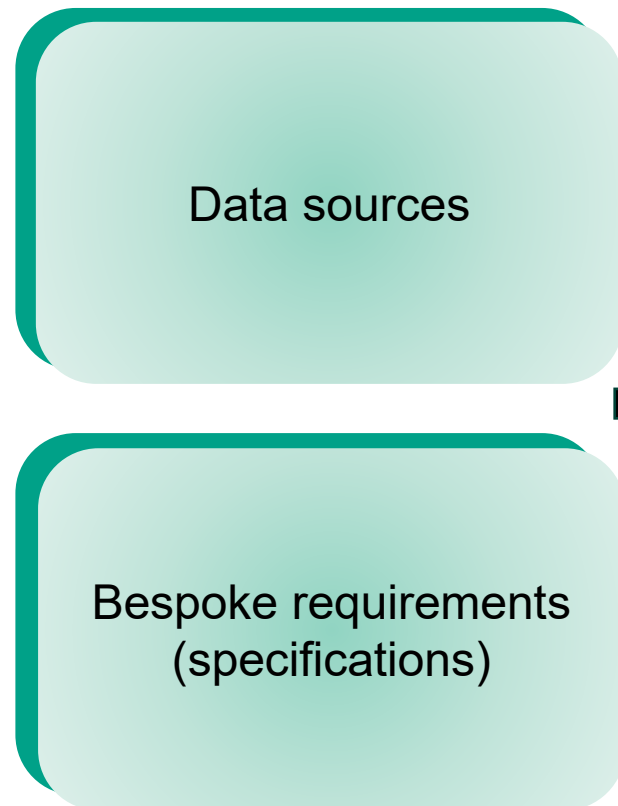 Data sources
Bespoke requirements
(specifications)